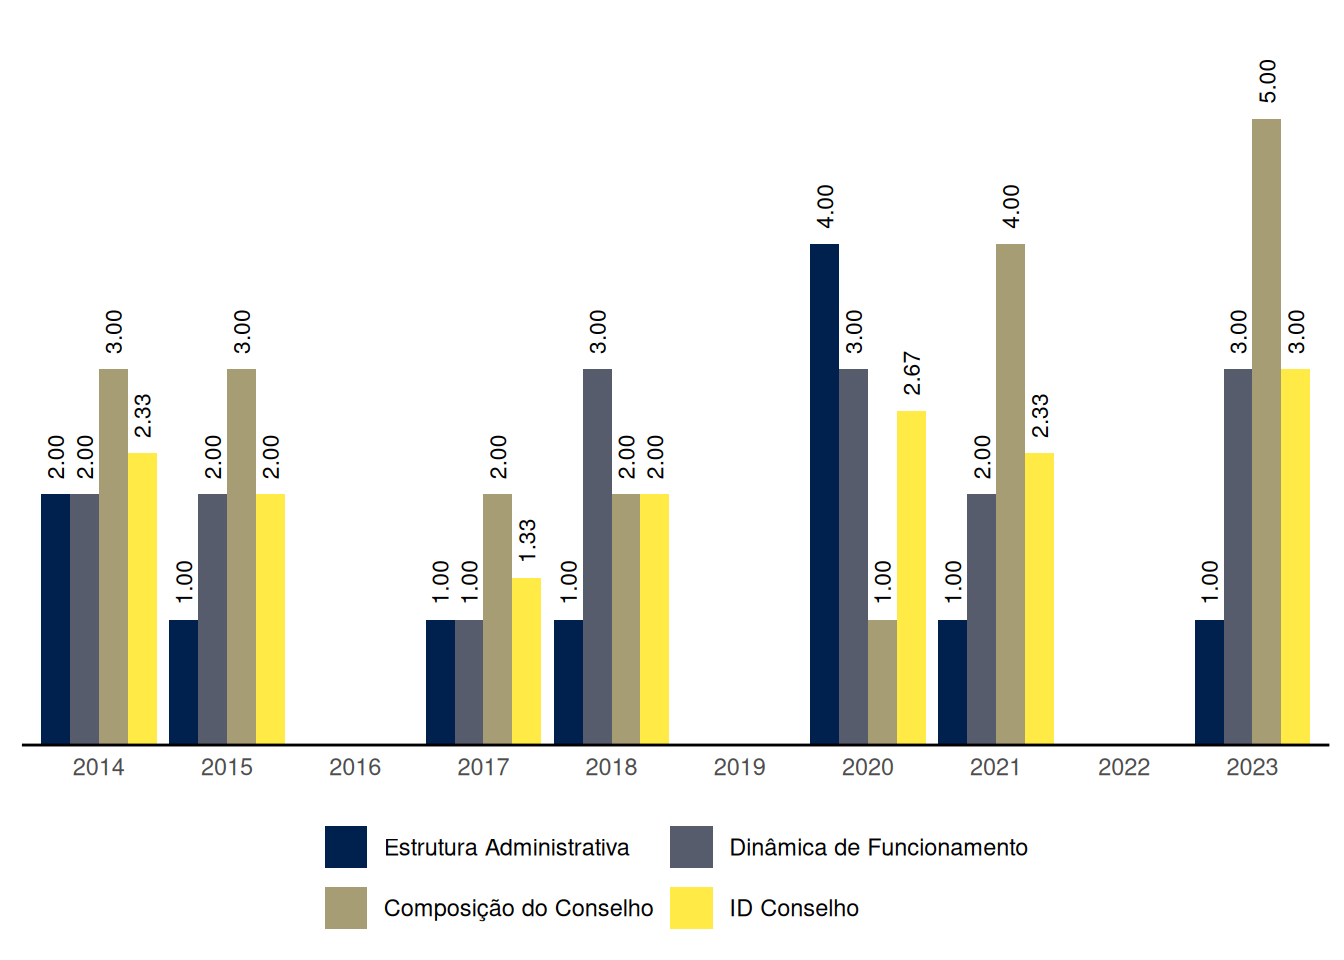 2.00 2.00 3.00 2.33 1.00 2.00 3.00 2.00 1.00 1.00 2.00 1.33 1.00 3.00 2.00 2.00 4.00 3.00 1.00 2.67 1.00 2.00 4.00 2.33 1.00 3.00 5.00 3.00
2014 2015 2016 2017 2018 2019 2020 2021 2022 2023
Estrutura Administrativa Dinâmica de Funcionamento
Composição do Conselho ID Conselho